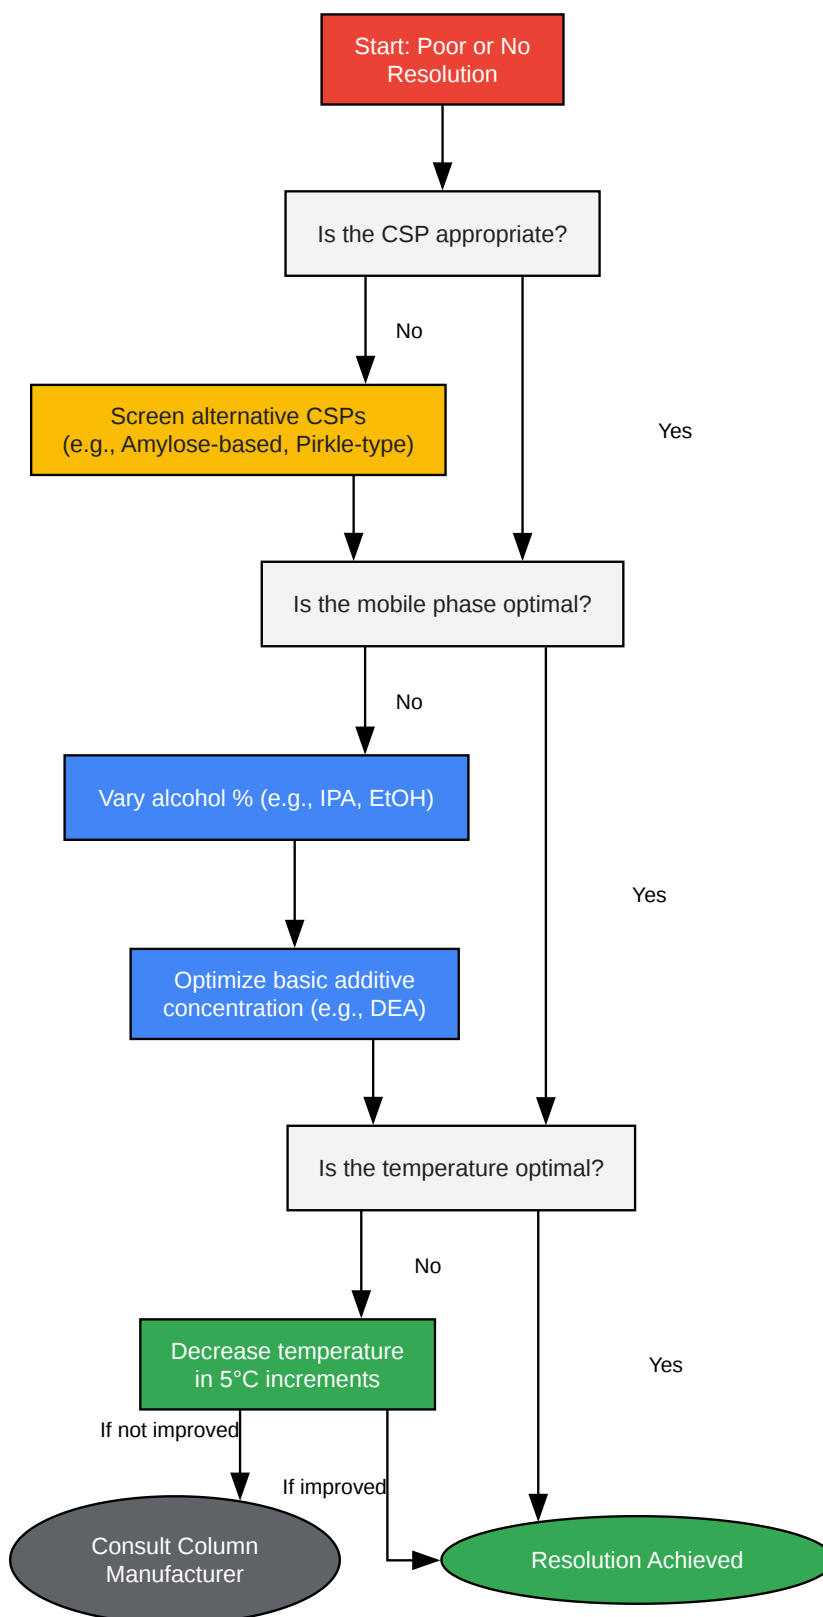 Start: Poor or No
Resolution
Is the CSP appropriate?
No
Screen alternative CSPs
(e.g., Amylose-based, Pirkle-type)
Yes
Is the mobile phase optimal?
No
Vary alcohol % (e.g., IPA, EtOH)
Yes
Optimize basic additive
concentration (e.g., DEA)
Is the temperature optimal?
No
Decrease temperature
in 5°C increments
Yes
If not improved
If improved
Consult Column
Manufacturer
Resolution Achieved